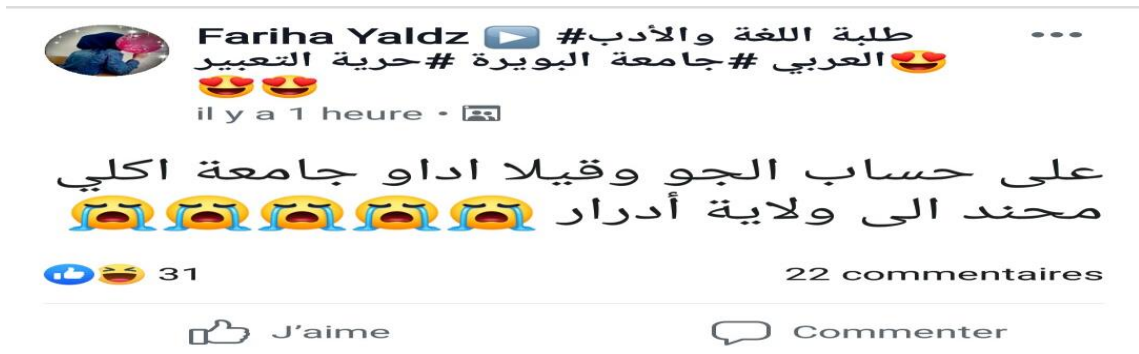 Fariha Yaldz ▶️ #طلبة اللغة والأدب
العربي #جامعة البويرة #حرية التعبير😍
😍😍
il y a 1 heure •
على حساب الجو وقيلا اداو جامعة اكلي
محند الى ولاية أدرار 😭😭😭😭😭
👍😆 31
22 commentaires
J'aime
Commenter